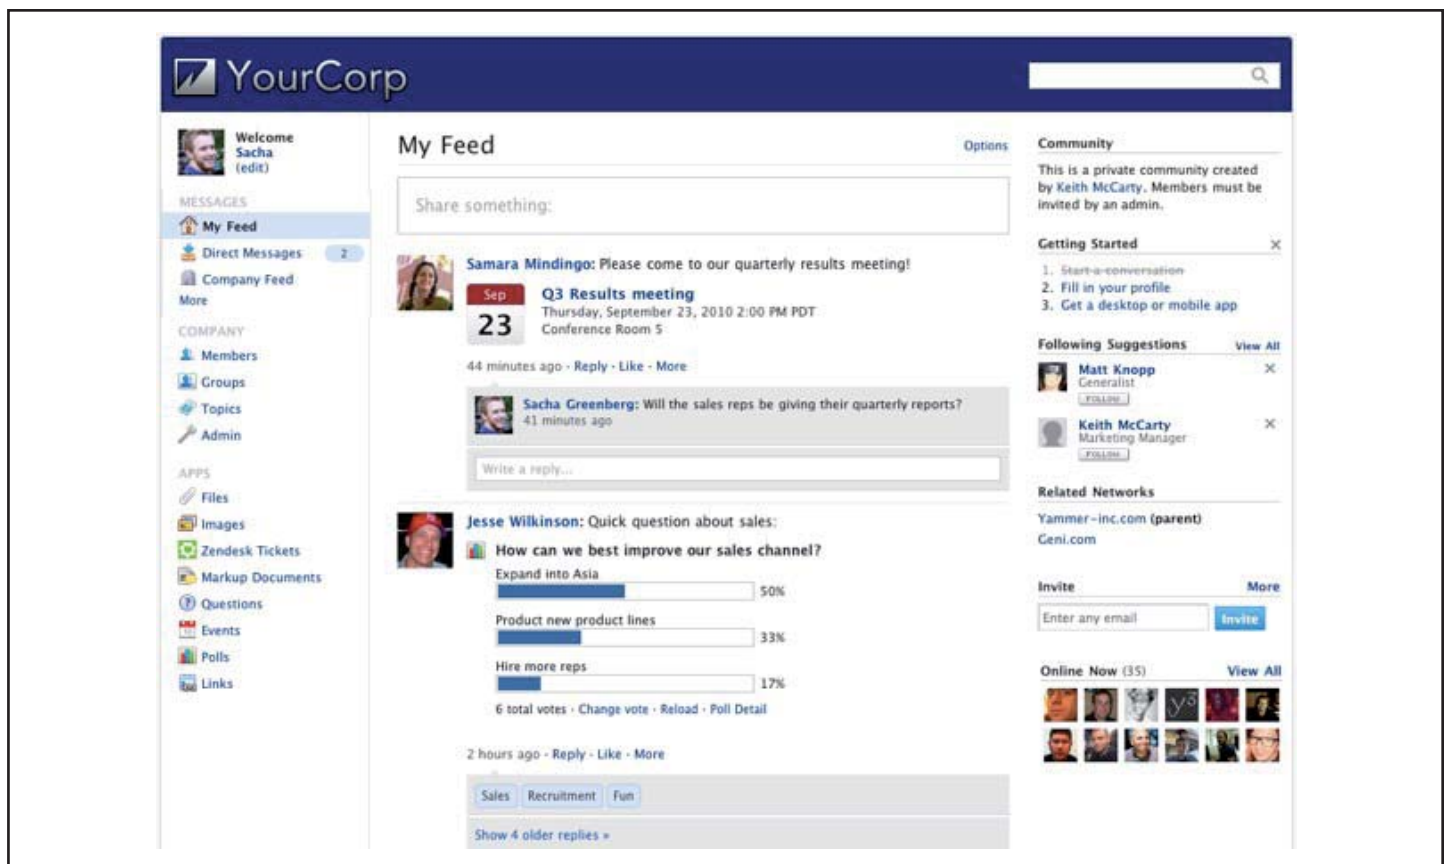 YourCorp
Welcome
Sacha
(edit)
MESSAGES
My Feed
Direct Messages 2
Company Feed
More
COMPANY
Members
Groups
Topics
Admin
APPS
Files
Images
Zendesk Tickets
Markup Documents
Questions
Events
Polls
Links
My Feed
Options
Share something:
Samara Mindingo: Please come to our quarterly results meeting!
Sep
23
Q3 Results meeting
Thursday, September 23, 2010 2:00 PM PDT
Conference Room 5
44 minutes ago · Reply · Like · More
Sacha Greenberg: Will the sales reps be giving their quarterly reports?
41 minutes ago
Write a reply...
Jesse Wilkinson: Quick question about sales:
How can we best improve our sales channel?
Expand into Asia
50%
Product new product lines
33%
Hire more reps
17%
6 total votes · Change vote · Reload · Poll Detail
2 hours ago · Reply · Like · More
Sales Recruitment Fun
Show 4 older replies »
Community
This is a private community created
by Keith McCarty. Members must be
invited by an admin.
Getting Started
1. Start a conversation
2. Fill in your profile
3. Get a desktop or mobile app
Following Suggestions View All
Matt Knopp
Generalist
FOLLOW
Keith McCarty
Marketing Manager
FOLLOW
Related Networks
Yammer-inc.com (parent)
Geni.com
Invite More
Enter any email Invite
Online Now (35) View All
y3